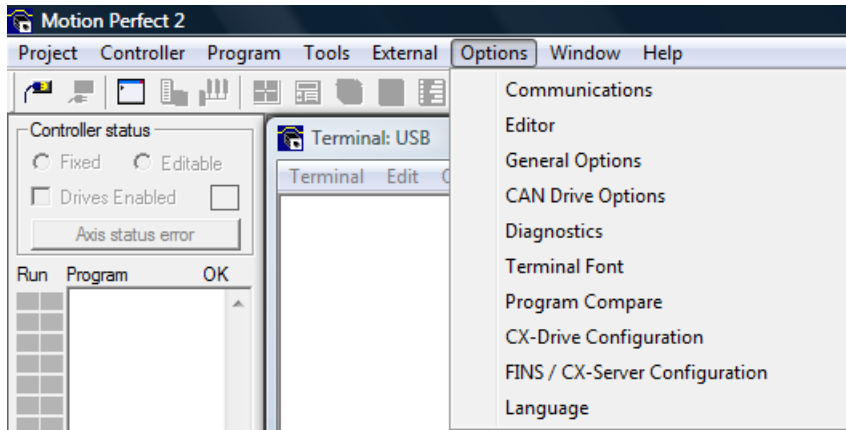 Motion Perfect 2
Project Controller Program Tools External Options Window Help
Controller status
Fixed Editable
Drives Enabled
Axis status error
Run Program OK
Terminal: USB
Terminal Edit
Communications
Editor
General Options
CAN Drive Options
Diagnostics
Terminal Font
Program Compare
CX-Drive Configuration
FINS / CX-Server Configuration
Language